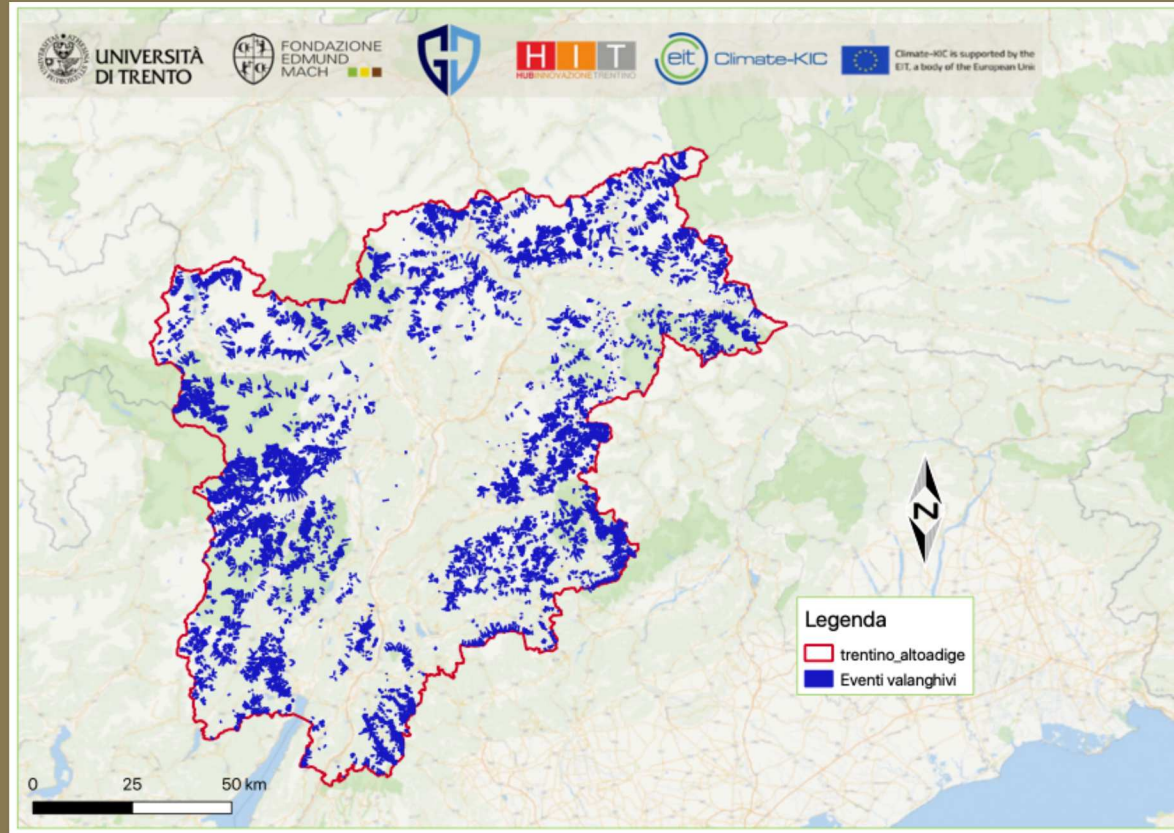 UNIVERSITÀ
DI TRENTO
FONDAZIONE
EDMUND
MACH
HIT
HUBINNOVAZIONETRENTINO
eit
Climate-KIC
Climate-KIC is supported by the
EIT, a body of the European Uni
N
Legenda
trentino_altoadige
Eventi valanghivi
0 25 50 km